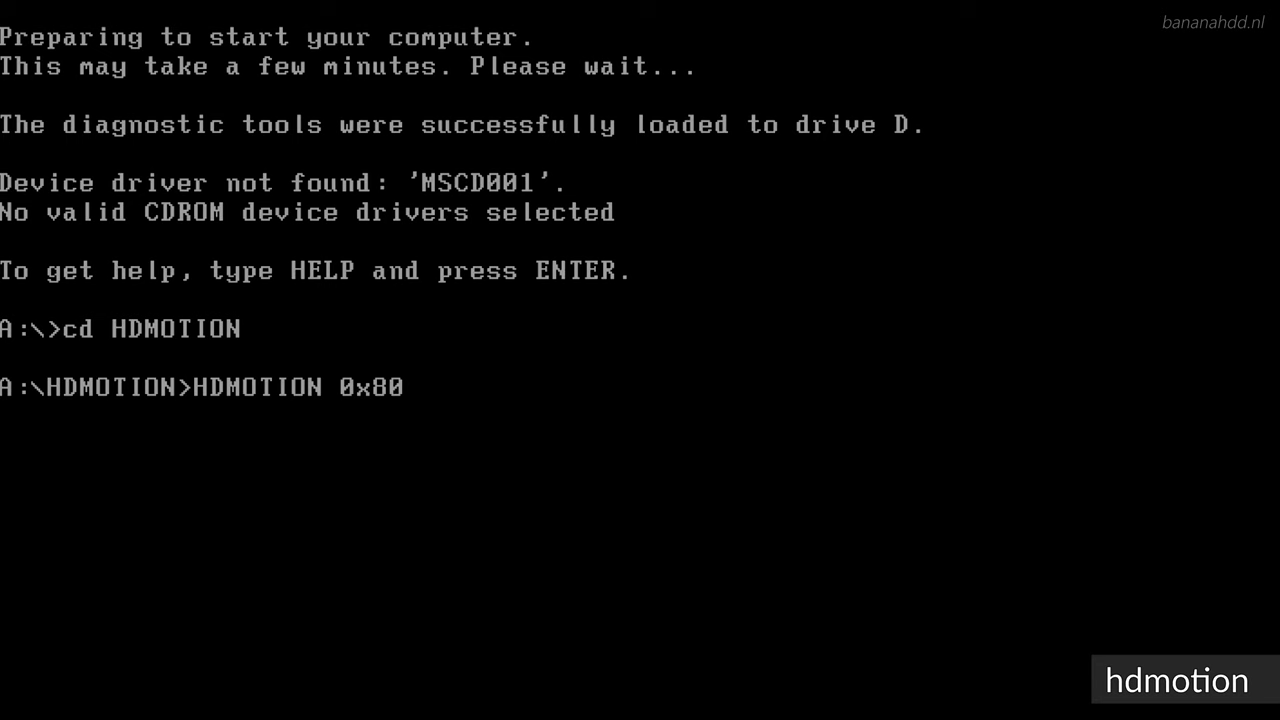 bananahdd.nl
Preparing to start your computer.
This may take a few minutes. Please wait...
The diagnostic tools were successfully loaded to drive D.
Device driver not found: 'MSCD001'.
No valid CDROM device drivers selected
To get help, type HELP and press ENTER.
A:\>cd HDMOTION
A:\HDMOTION>HDMOTION 0x80
hdmotion